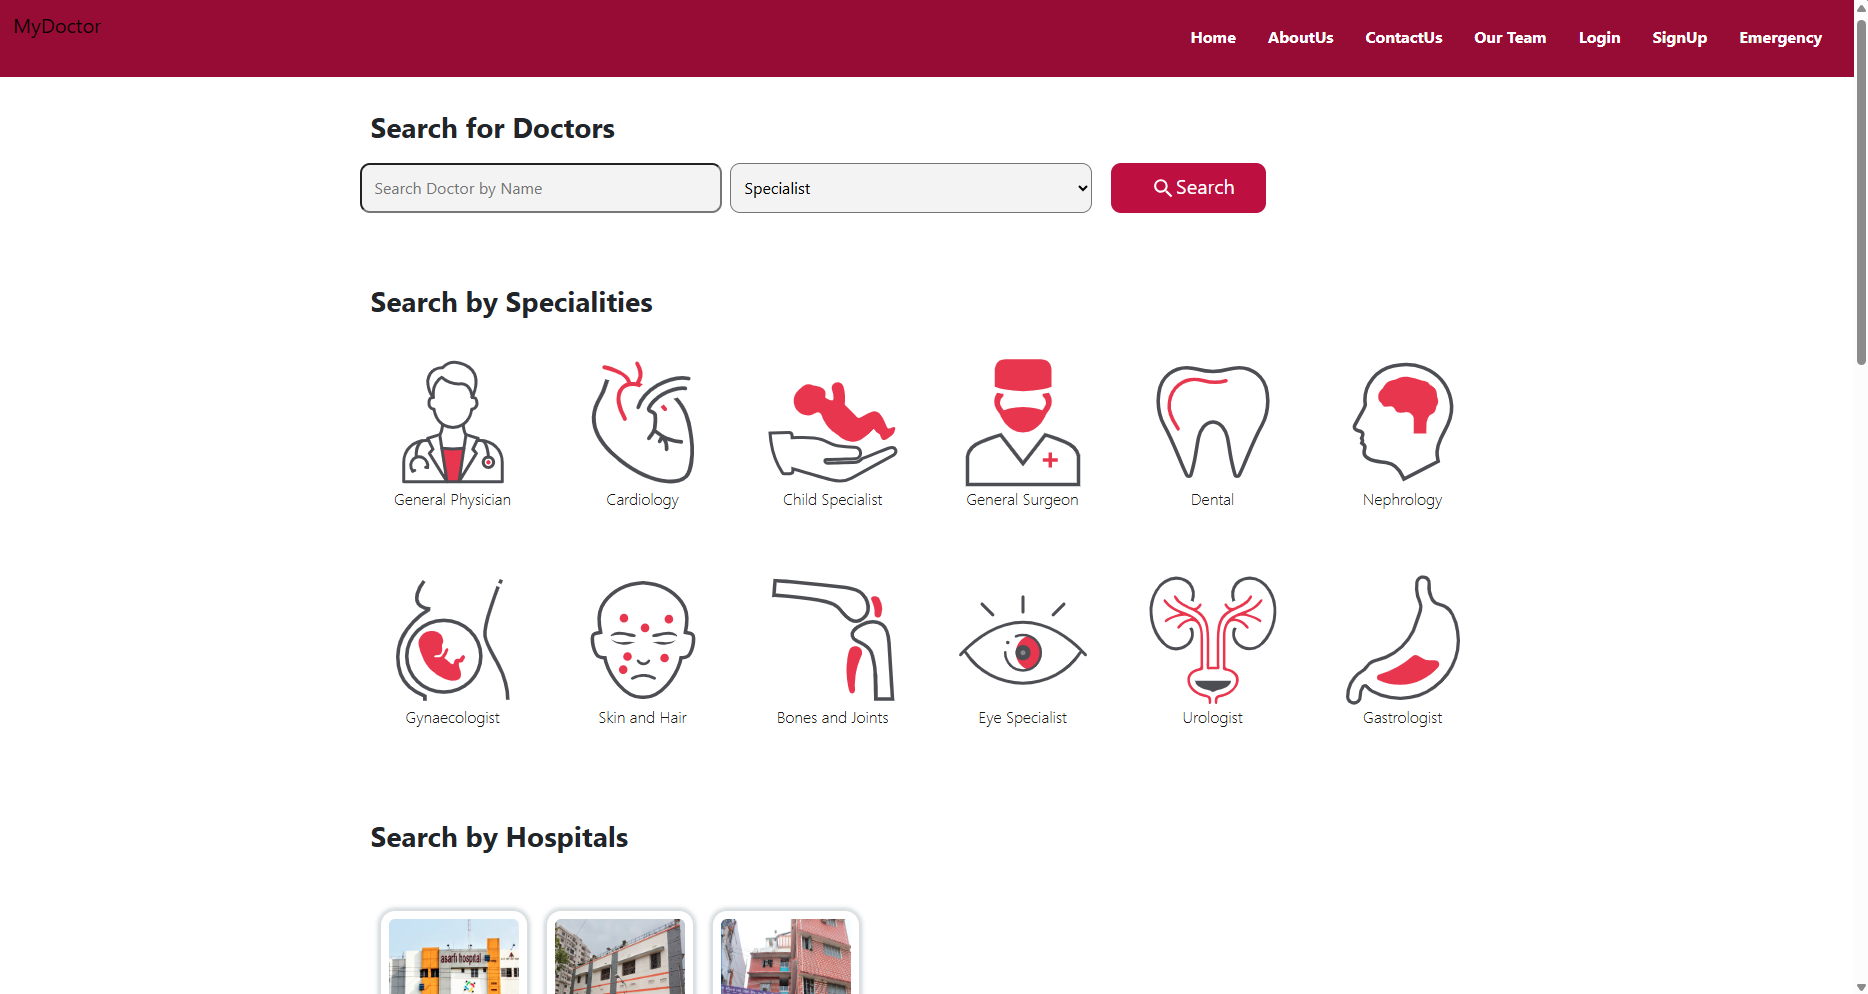 MyDoctor
Home AboutUs ContactUs Our Team Login SignUp Emergency
Search for Doctors
Search Doctor by Name
Specialist
Search
Search by Specialities
General Physician
Cardiology
Child Specialist
General Surgeon
Dental
Nephrology
Gynaecologist
Skin and Hair
Bones and Joints
Eye Specialist
Urologist
Gastrologist
Search by Hospitals
asarfi hospital